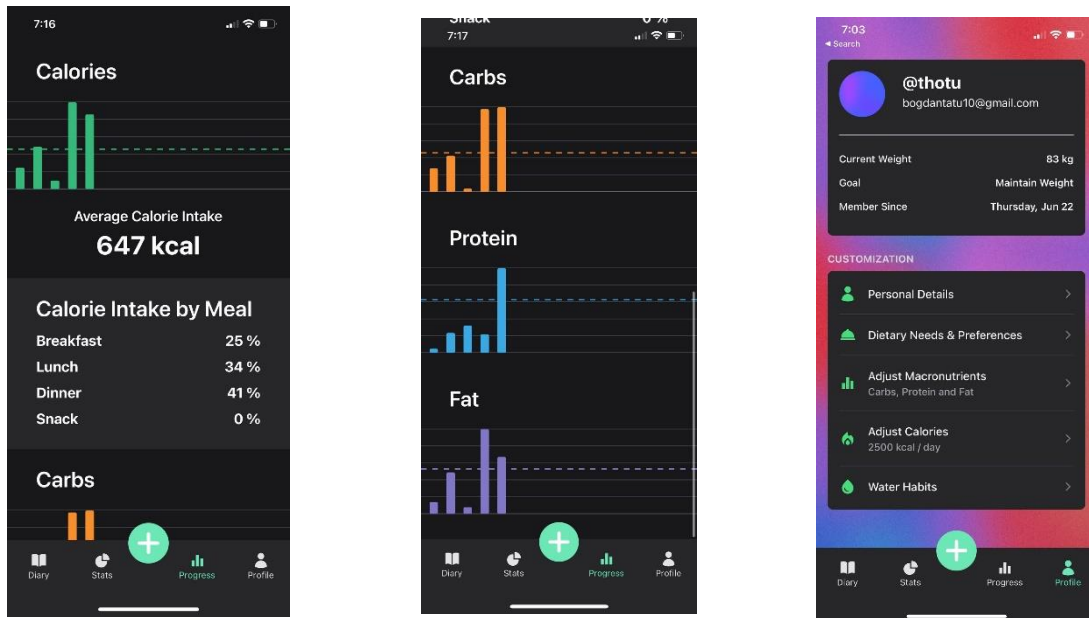 7:16
Calories
Average Calorie Intake
647 kcal
Calorie Intake by Meal
Breakfast 25 %
Lunch 34 %
Dinner 41 %
Snack 0 %
Carbs
Diary Stats Progress Profile
Snack 0 %
7:17
Carbs
Protein
Fat
Diary Stats Progress Profile
7:03
Search
@thotu
bogdantatu10@gmail.com
Current Weight 83 kg
Goal Maintain Weight
Member Since Thursday, Jun 22
CUSTOMIZATION
Personal Details
Dietary Needs & Preferences
Adjust Macronutrients
Carbs, Protein and Fat
Adjust Calories
2500 kcal / day
Water Habits
Diary Stats Progress Profile